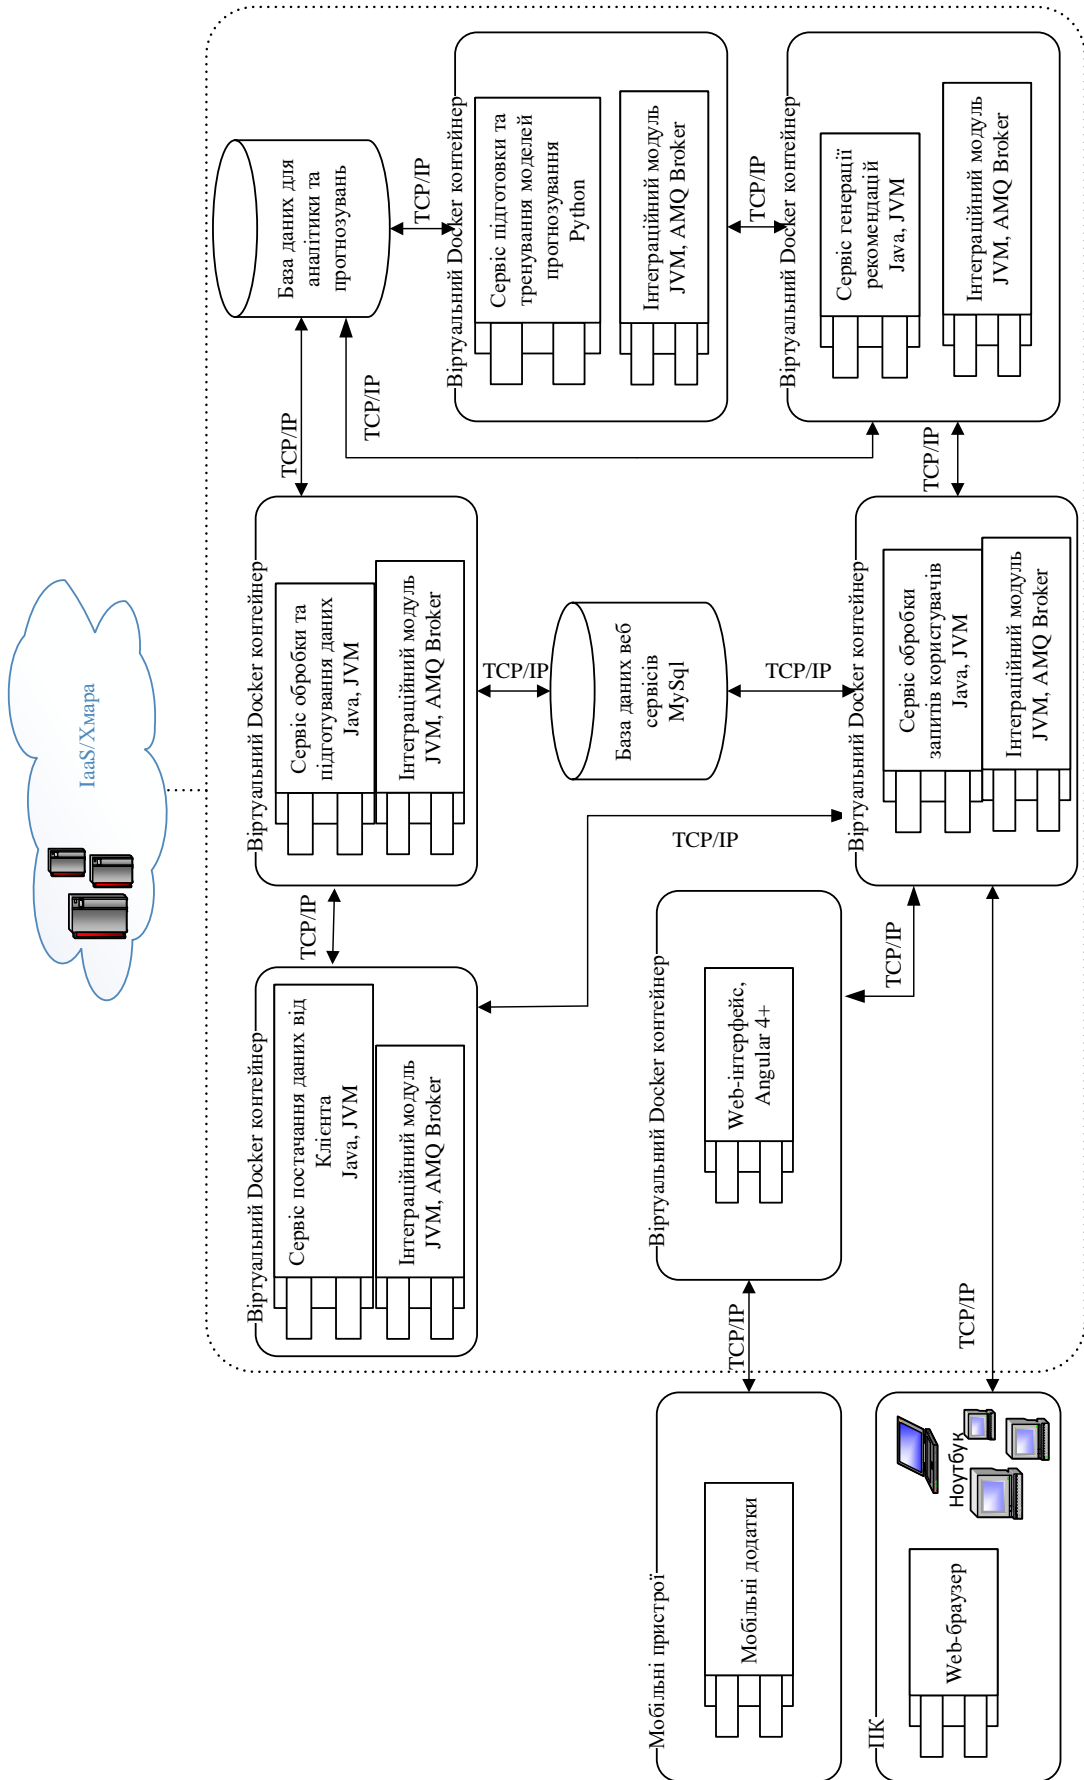 IaaS/Хмара
Віртуальний Docker контейнер
Сервіс постачання даних від
Клієнта
Java, JVM
Інтеграційний модуль
JVM, AMQ Broker
TCP/IP
Віртуальний Docker контейнер
Сервіс обробки та
підготування даних
Java, JVM
Інтеграційний модуль
JVM, AMQ Broker
TCP/IP
TCP/IP
База даних для
аналітики та
прогнозувань
TCP/IP
Віртуальний Docker контейнер
Сервіс підготовки та
тренування моделей
прогнозування
Python
Інтеграційний модуль
JVM, AMQ Broker
TCP/IP
База даних веб
сервісів
MySql
TCP/IP
TCP/IP
TCP/IP
Мобільні пристрої
Мобільні додатки
TCP/IP
Віртуальний Docker контейнер
Web-інтерфейс,
Angular 4+
TCP/IP
Віртуальний Docker контейнер
Сервіс обробки
запитів користувачів
Java, JVM
Інтеграційний модуль
JVM, AMQ Broker
TCP/IP
Віртуальний Docker контейнер
Сервіс генерації
рекомендацій
Java, JVM
Інтеграційний модуль
JVM, AMQ Broker
ПК
Web-браузер
Ноутбук
TCP/IP